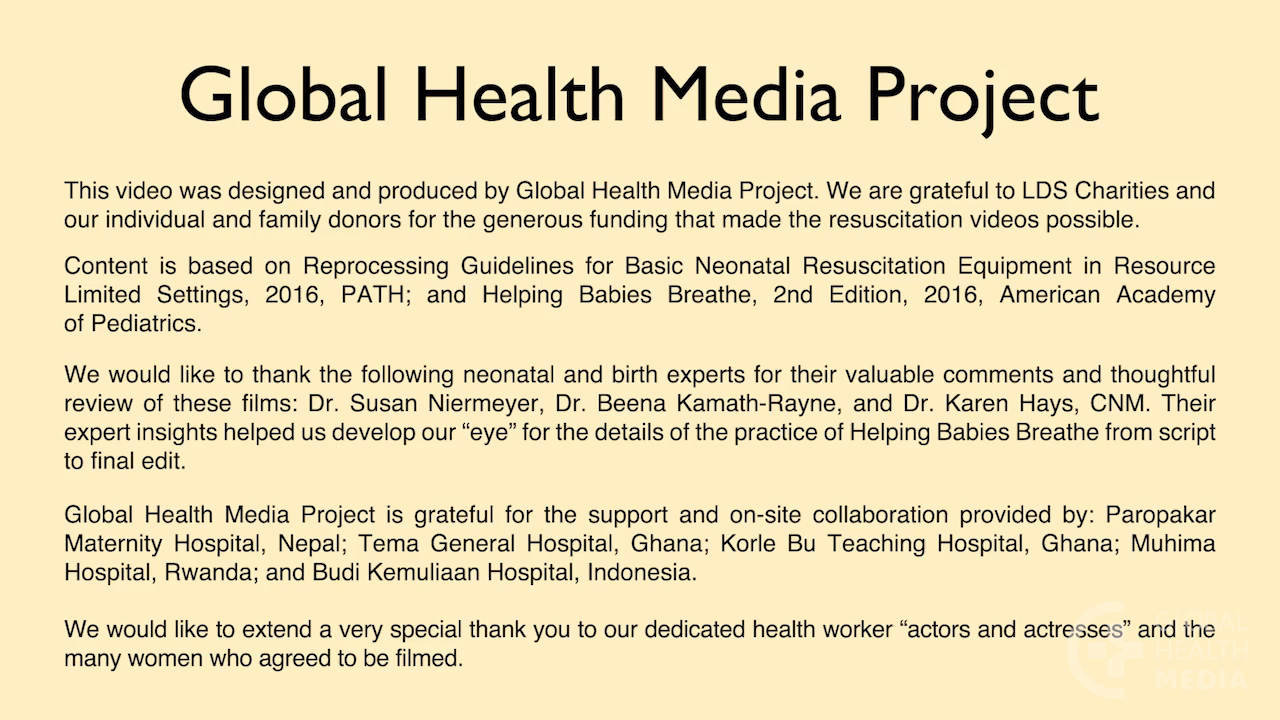 Global Health Media Project
This video was designed and produced by Global Health Media Project. We are grateful to LDS Charities and
our individual and family donors for the generous funding that made the resuscitation videos possible.
Content is based on Reprocessing Guidelines for Basic Neonatal Resuscitation Equipment in Resource
Limited Settings, 2016, PATH; and Helping Babies Breathe, 2nd Edition, 2016, American Academy
of Pediatrics.
We would like to thank the following neonatal and birth experts for their valuable comments and thoughtful
review of these films: Dr. Susan Niermeyer, Dr. Beena Kamath-Rayne, and Dr. Karen Hays, CNM. Their
expert insights helped us develop our “eye” for the details of the practice of Helping Babies Breathe from script
to final edit.
Global Health Media Project is grateful for the support and on-site collaboration provided by: Paropakar
Maternity Hospital, Nepal; Tema General Hospital, Ghana; Korle Bu Teaching Hospital, Ghana; Muhima
Hospital, Rwanda; and Budi Kemuliaan Hospital, Indonesia.
We would like to extend a very special thank you to our dedicated health worker “actors and actresses” and the
many women who agreed to be filmed.
GLOBAL
HEALTH
MEDIA